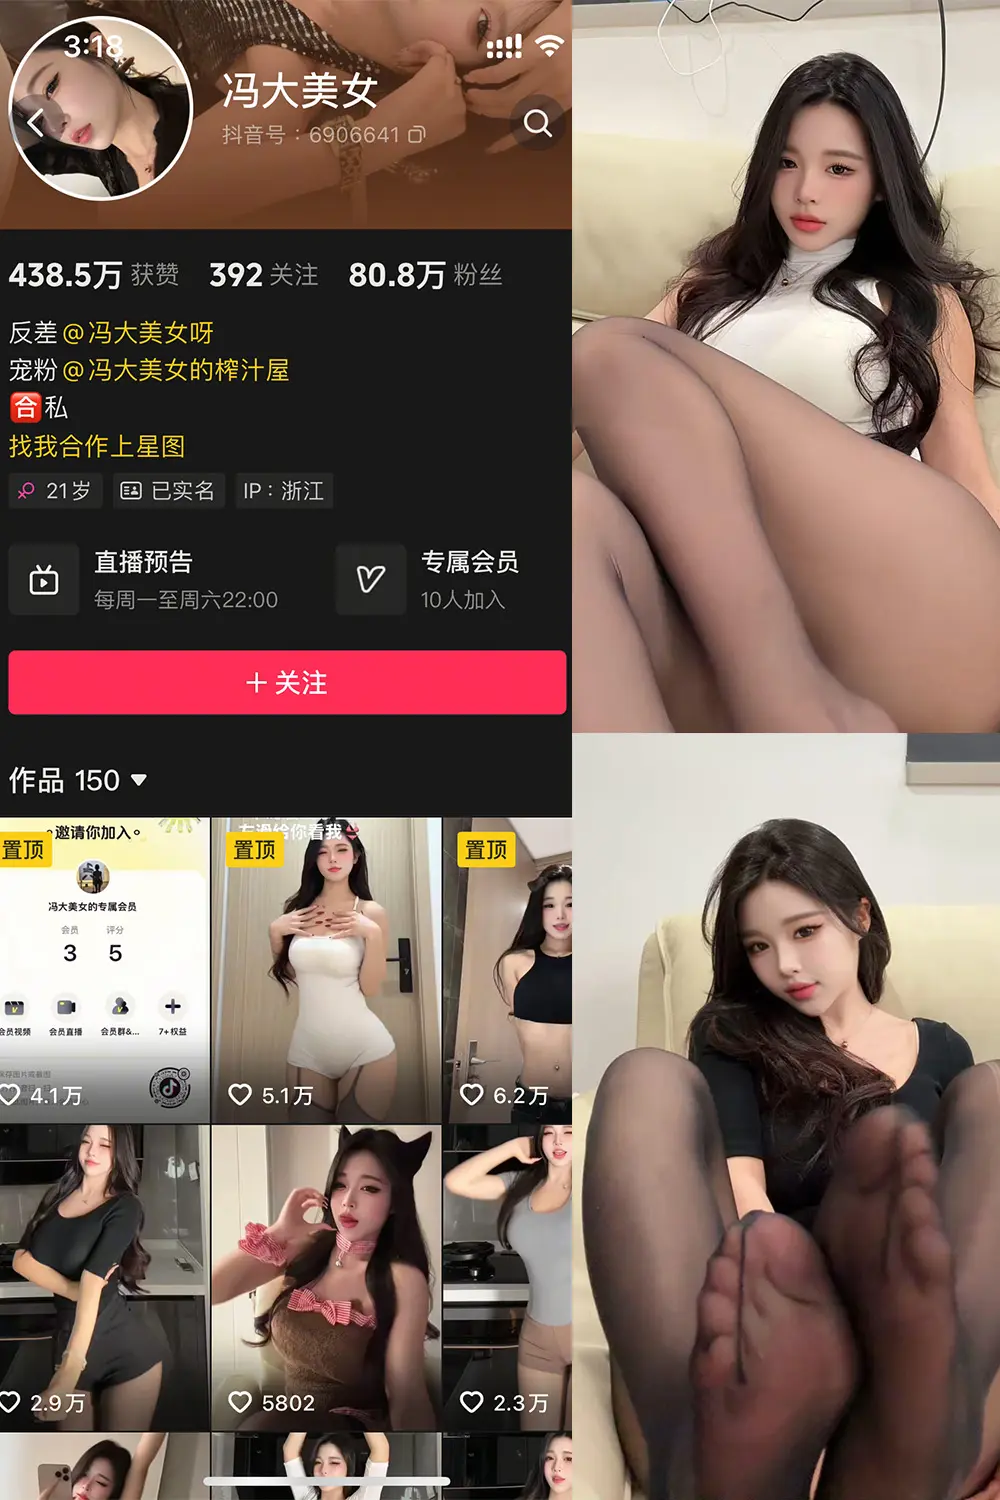 3:18
冯大美女
抖音号：6906641
438.5万 获赞 392 关注 80.8万 粉丝
反差@冯大美女呀
宠粉@冯大美女的榨汁屋
合私
找我合作上星图
21岁 已实名 IP：浙江
直播预告 专属会员
每周一至周六22:00 10人加入
+ 关注
作品 150
邀请你加入。
置顶
冯大美女的专属会员
会员 评分
3 5
会员视频 会员直播 会员群&... 7+权益
4.1万
给你看我
置顶
5.1万
置顶
6.2万
2.9万
5802
2.3万